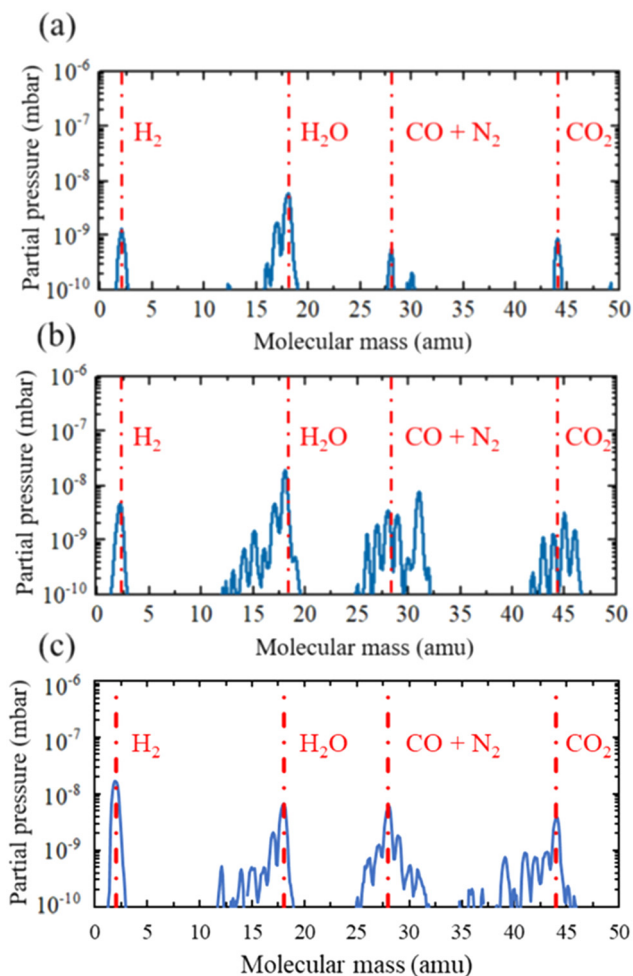 (a)
Partial pressure (mbar)
10⁻⁶
10⁻⁷
10⁻⁸
10⁻⁹
10⁻¹⁰
H₂
H₂O
CO + N₂
CO₂
0 5 10 15 20 25 30 35 40 45 50
Molecular mass (amu)
(b)
Partial pressure (mbar)
10⁻⁶
10⁻⁷
10⁻⁸
10⁻⁹
10⁻¹⁰
H₂
H₂O
CO + N₂
CO₂
0 5 10 15 20 25 30 35 40 45 50
Molecular mass (amu)
(c)
Partial pressure (mbar)
10⁻⁶
10⁻⁷
10⁻⁸
10⁻⁹
10⁻¹⁰
H₂
H₂O
CO + N₂
CO₂
0 5 10 15 20 25 30 35 40 45 50
Molecular mass (amu)